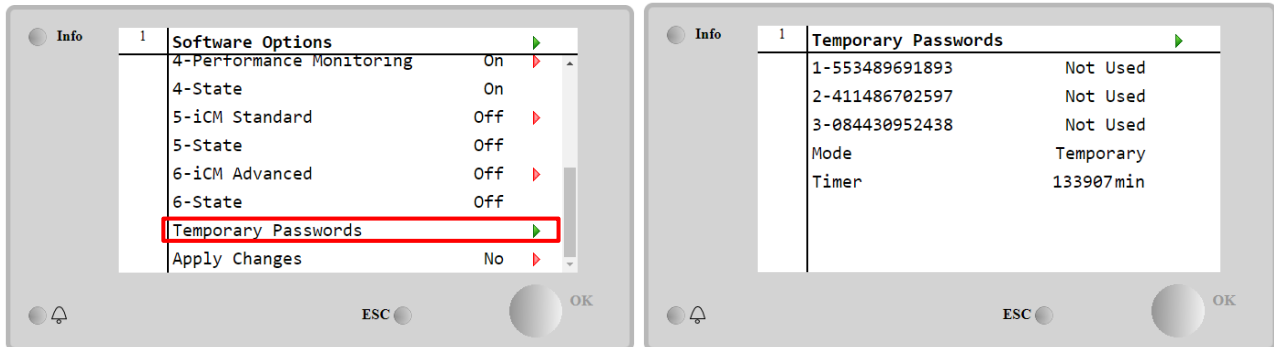 Info
1
Software Options
4-Performance Monitoring On
4-State On
5-iCM Standard Off
5-State Off
6-iCM Advanced Off
6-State Off
Temporary Passwords
Apply Changes No
ESC
OK
Info
1
Temporary Passwords
1-553489691893 Not Used
2-411486702597 Not Used
3-084430952438 Not Used
Mode Temporary
Timer 133907min
ESC
OK